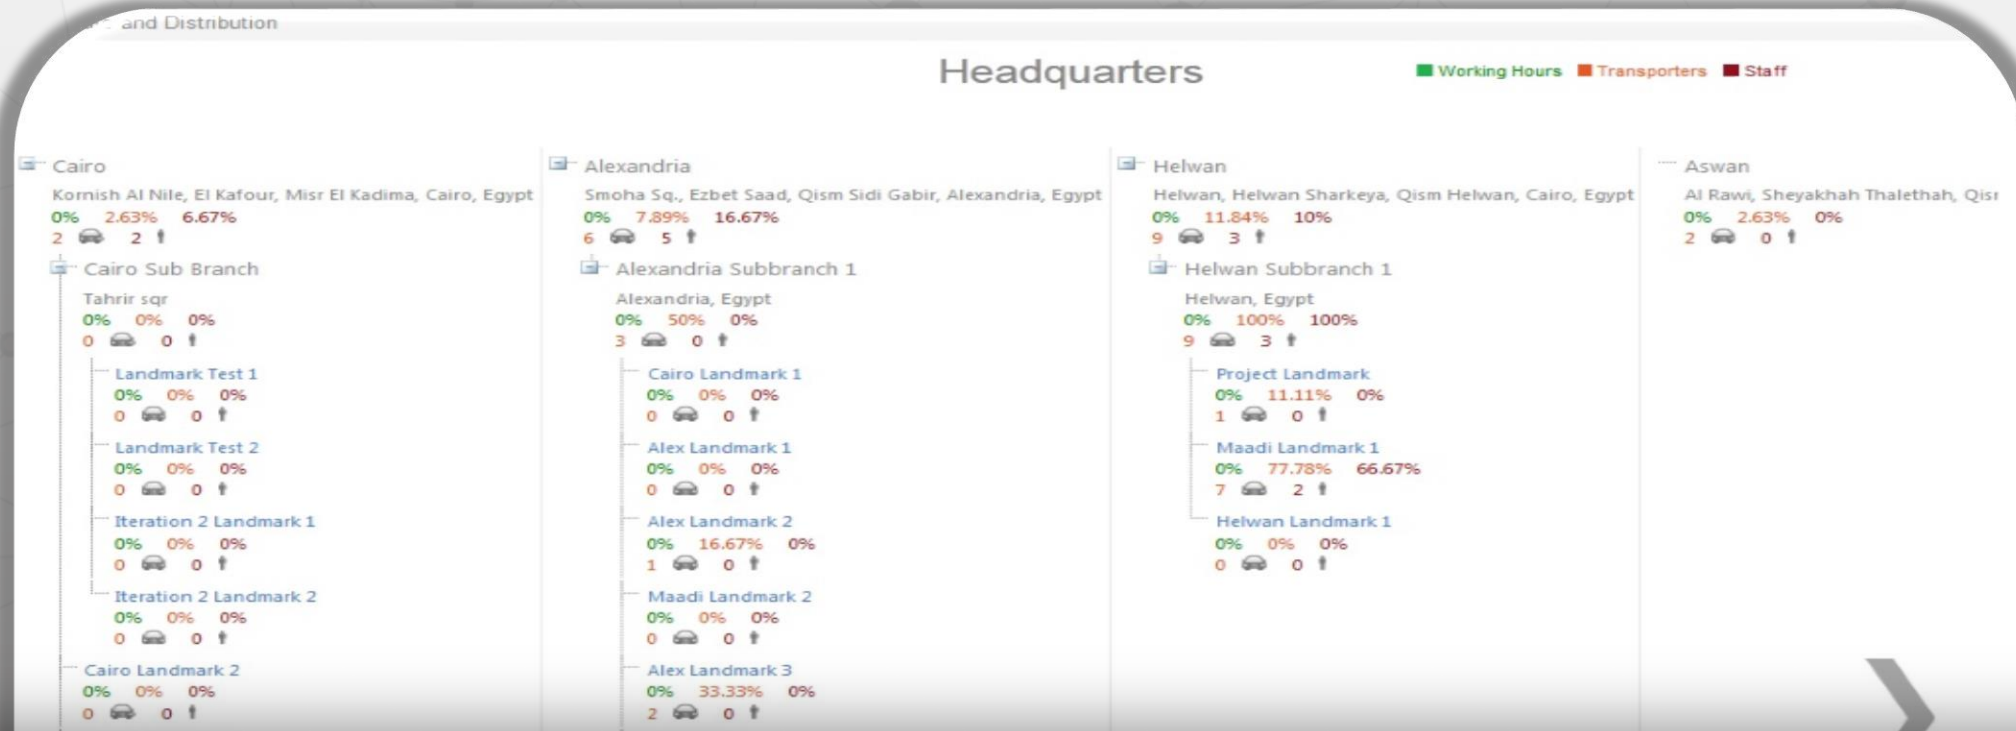 and Distribution
Headquarters
Working Hours Transporters Staff
Cairo
Kornish Al Nile, El Kafour, Misr El Kadima, Cairo, Egypt
0% 2.63% 6.67%
2 2
Cairo Sub Branch
Tahrir sqr
0% 0% 0%
0 0
Landmark Test 1
0% 0% 0%
0 0
Landmark Test 2
0% 0% 0%
0 0
Iteration 2 Landmark 1
0% 0% 0%
0 0
Iteration 2 Landmark 2
0% 0% 0%
0 0
Cairo Landmark 2
0% 0% 0%
0 0
Alexandria
Smoha Sq., Ezbet Saad, Qism Sidi Gabir, Alexandria, Egypt
0% 7.89% 16.67%
6 5
Alexandria Subbranch 1
Alexandria, Egypt
0% 50% 0%
3 0
Cairo Landmark 1
0% 0% 0%
0 0
Alex Landmark 1
0% 0% 0%
0 0
Alex Landmark 2
0% 16.67% 0%
1 0
Maadi Landmark 2
0% 0% 0%
0 0
Alex Landmark 3
0% 33.33% 0%
2 0
Helwan
Helwan, Helwan Sharkeya, Qism Helwan, Cairo, Egypt
0% 11.84% 10%
9 3
Helwan Subbranch 1
Helwan, Egypt
0% 100% 100%
9 3
Project Landmark
0% 11.11% 0%
1 0
Maadi Landmark 1
0% 77.78% 66.67%
7 2
Helwan Landmark 1
0% 0% 0%
0 0
Aswan
Al Rawi, Sheyakhah Thalethah,
0% 2.63% 0%
2 0